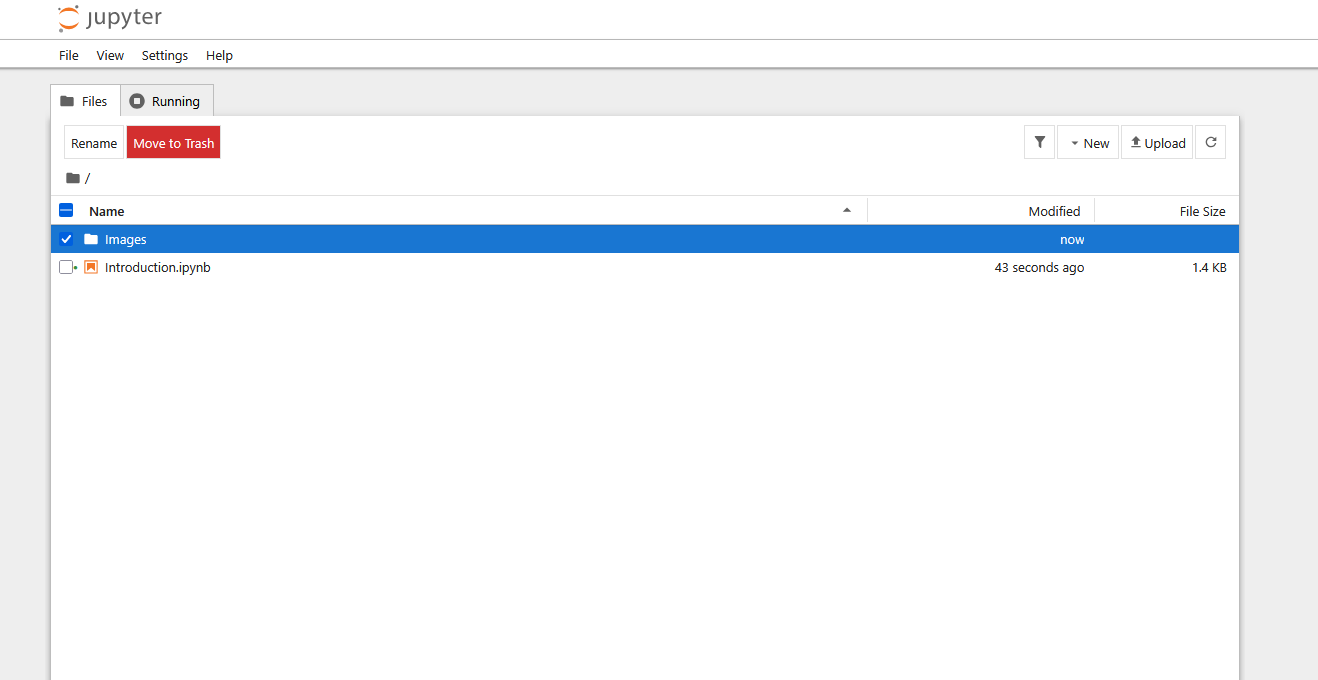 jupyter
File View Settings Help
Files Running
Rename Move to Trash New Upload
/
Name Modified File Size
Images now
Introduction.ipynb 43 seconds ago 1.4 KB